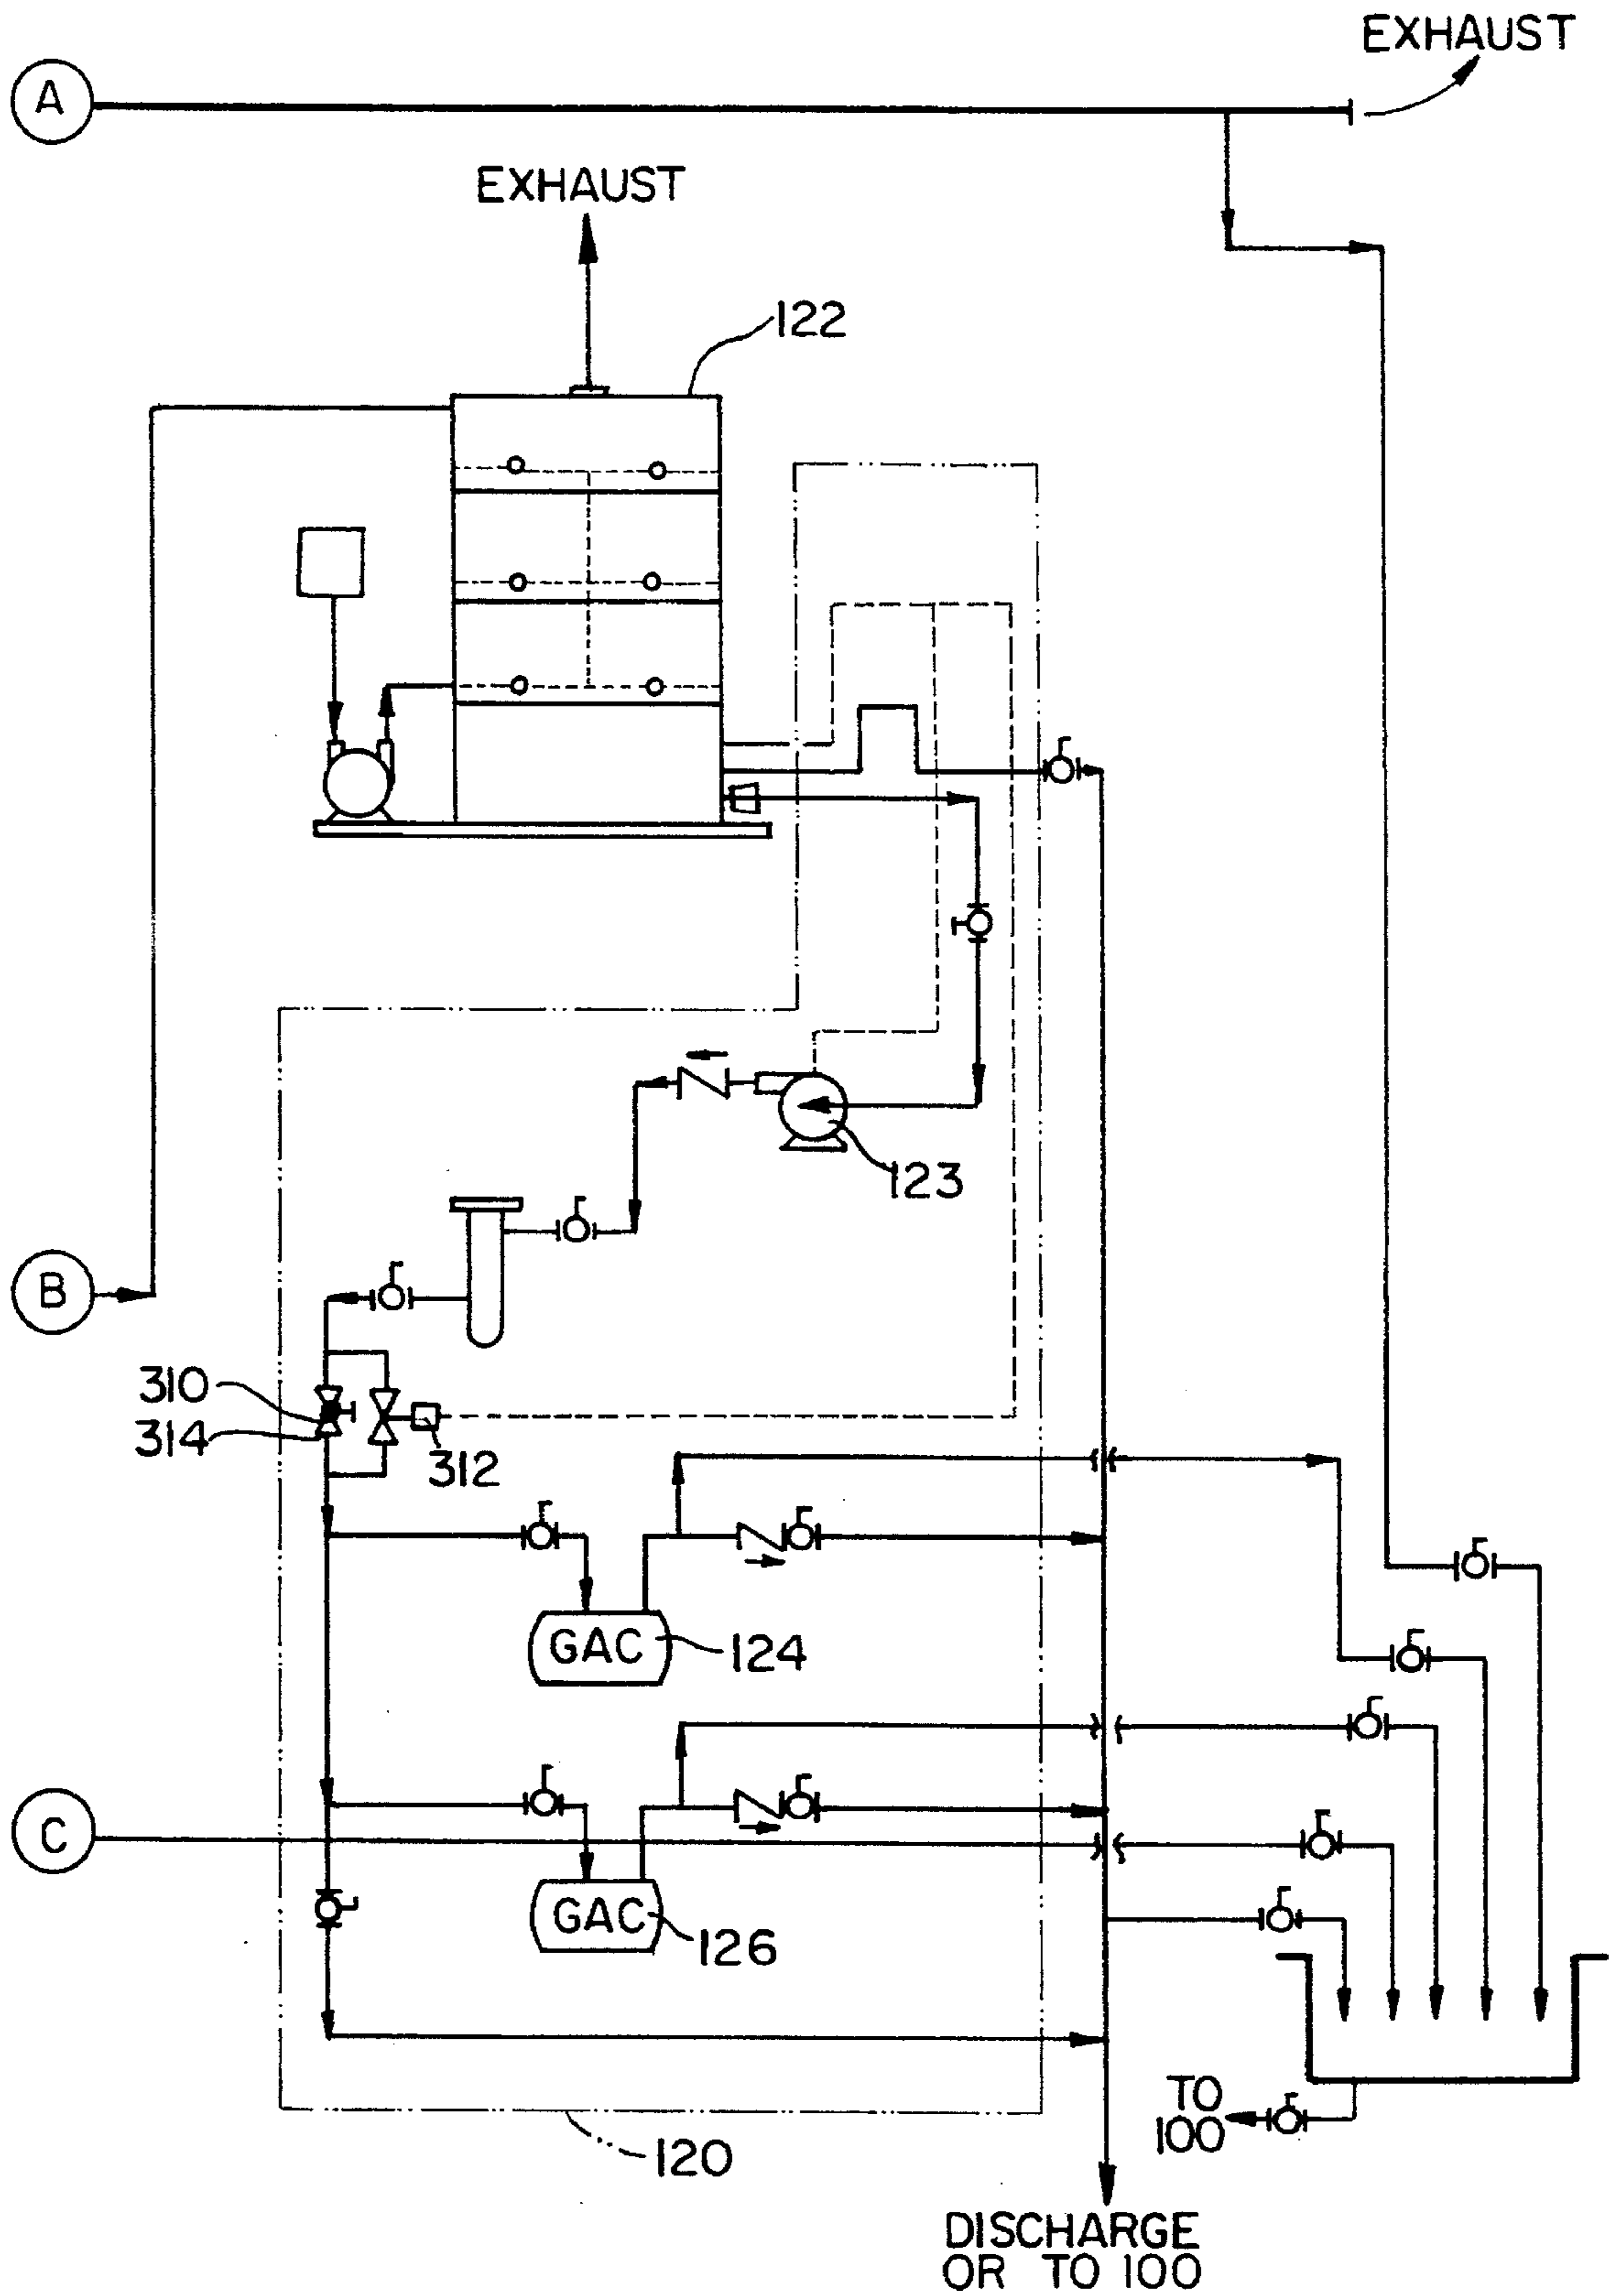 EXHAUST
A
EXHAUST
122
123
B
310
314
312
GAC
124
C
GAC
126
TO
100
120
DISCHARGE
OR TO 100